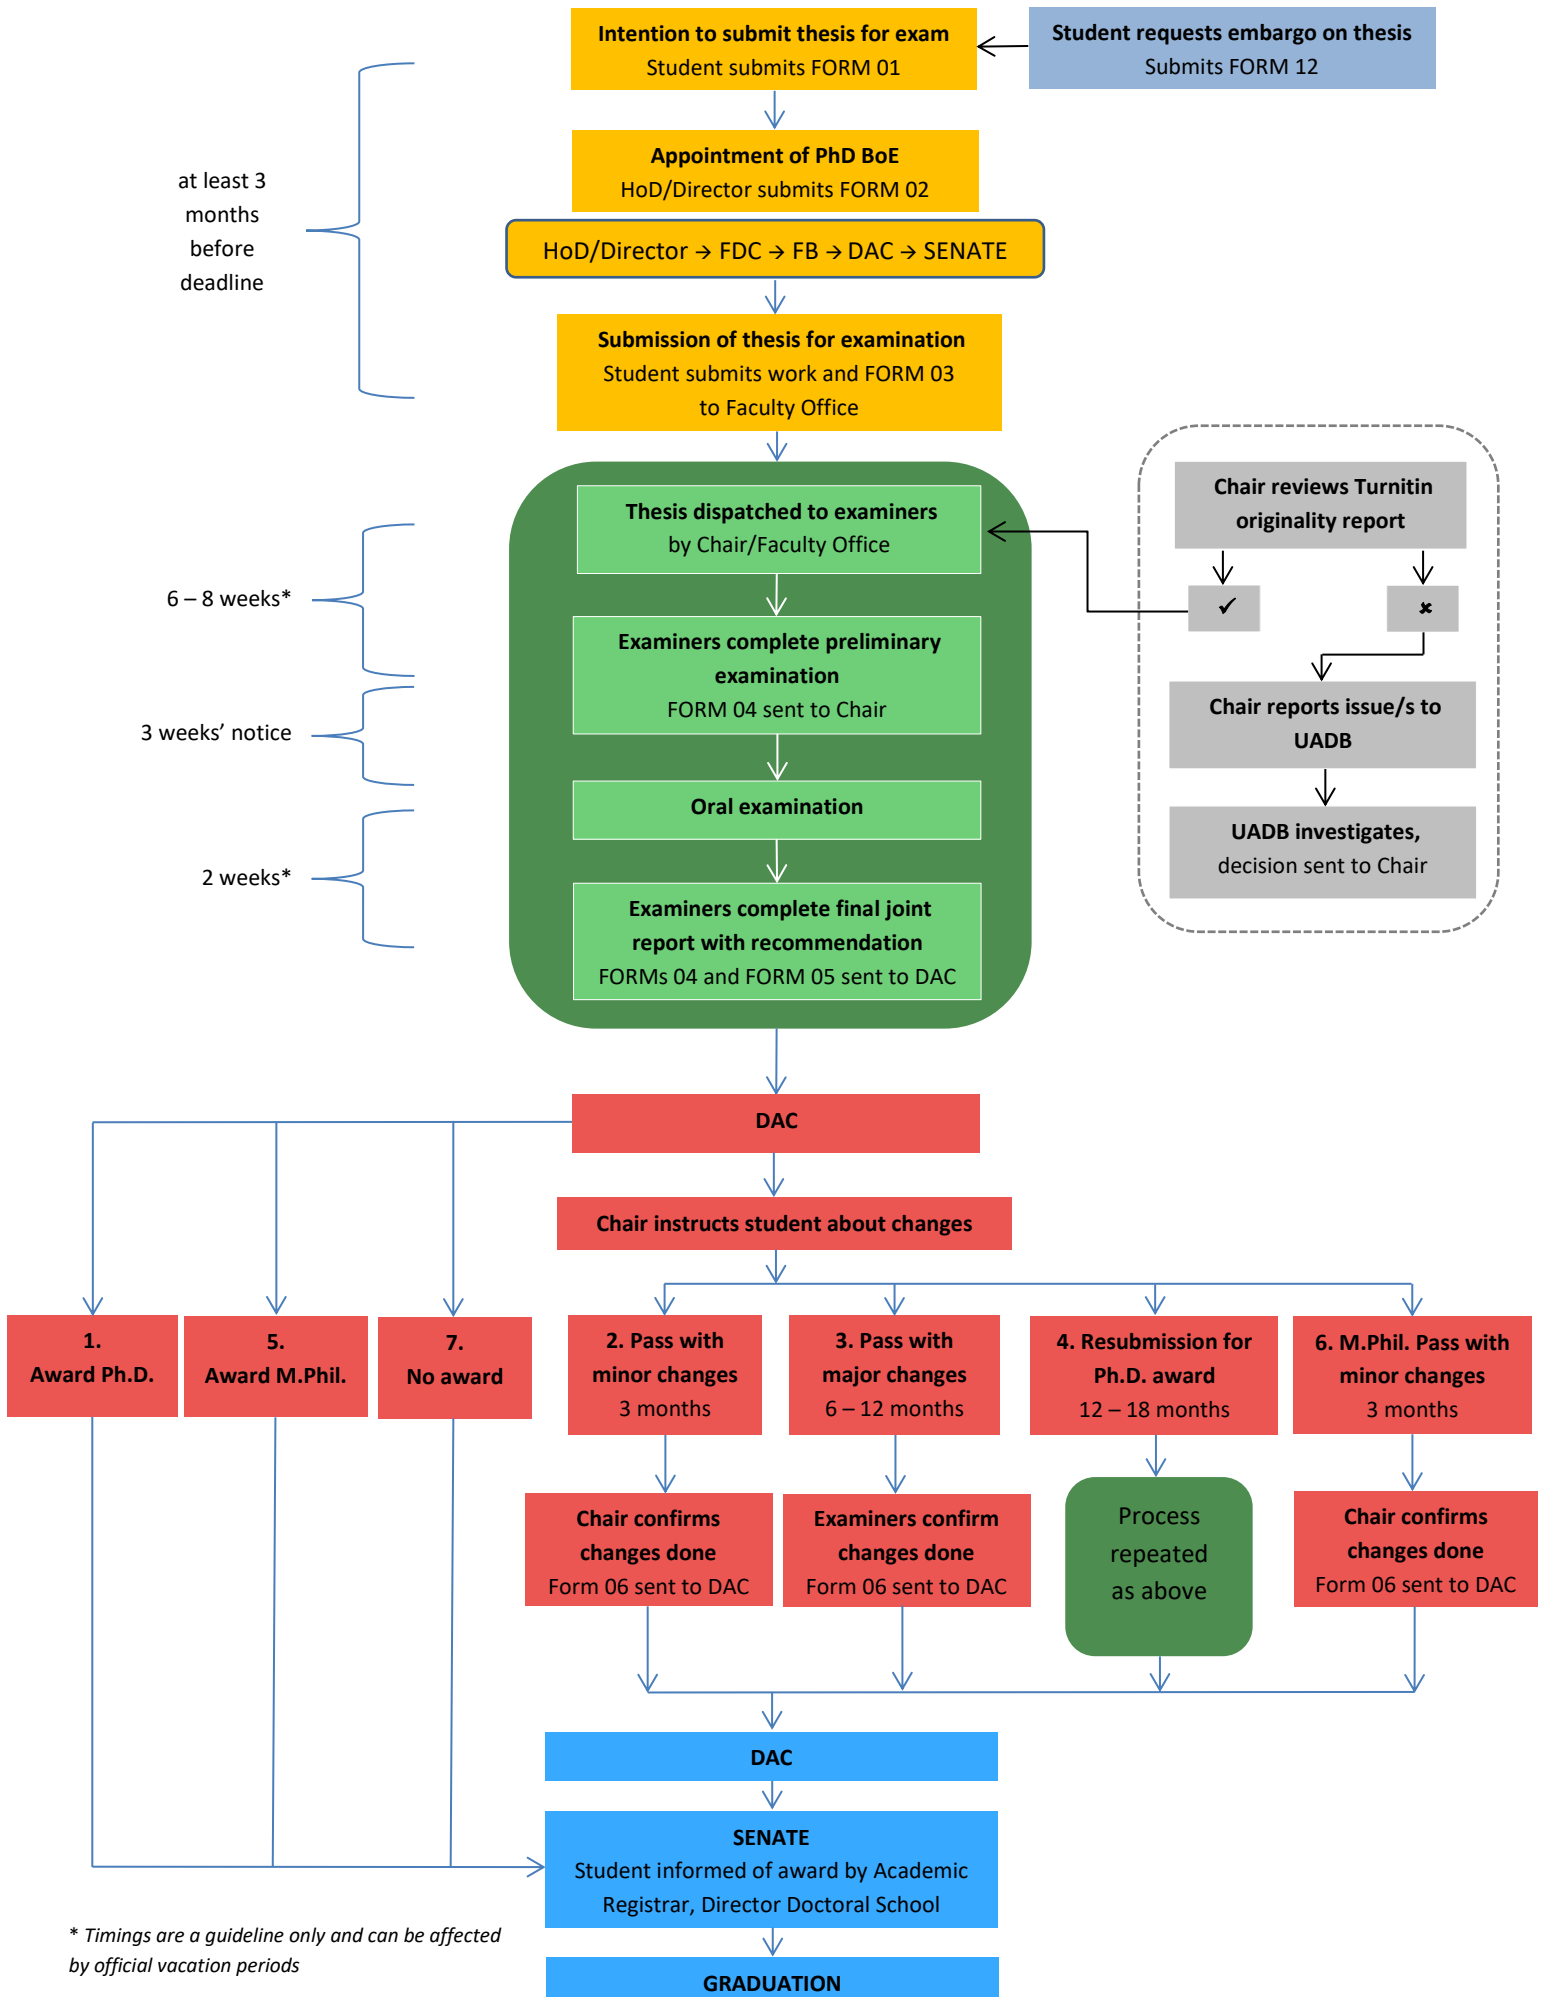 Intention to submit thesis for exam
Student submits FORM 01
Student requests embargo on thesis
Submits FORM 12
Appointment of PhD BoE
HoD/Director submits FORM 02
at least 3
months
before
deadline
HoD/Director → FDC → FB → DAC → SENATE
Submission of thesis for examination
Student submits work and FORM 03
to Faculty Office
Thesis dispatched to examiners
by Chair/Faculty Office
Chair reviews Turnitin
originality report
✓
✘
6 – 8 weeks*
Examiners complete preliminary
examination
FORM 04 sent to Chair
Chair reports issue/s to
UADB
3 weeks’ notice
Oral examination
UADB investigates,
decision sent to Chair
2 weeks*
Examiners complete final joint
report with recommendation
FORMs 04 and FORM 05 sent to DAC
DAC
Chair instructs student about changes
1.
Award Ph.D.
5.
Award M.Phil.
7.
No award
2. Pass with
minor changes
3 months
3. Pass with
major changes
6 – 12 months
4. Resubmission for
Ph.D. award
12 – 18 months
6. M.Phil. Pass with
minor changes
3 months
Chair confirms
changes done
Form 06 sent to DAC
Examiners confirm
changes done
Form 06 sent to DAC
Process
repeated
as above
Chair confirms
changes done
Form 06 sent to DAC
DAC
SENATE
Student informed of award by Academic
Registrar, Director Doctoral School
* Timings are a guideline only and can be affected
by official vacation periods
GRADUATION